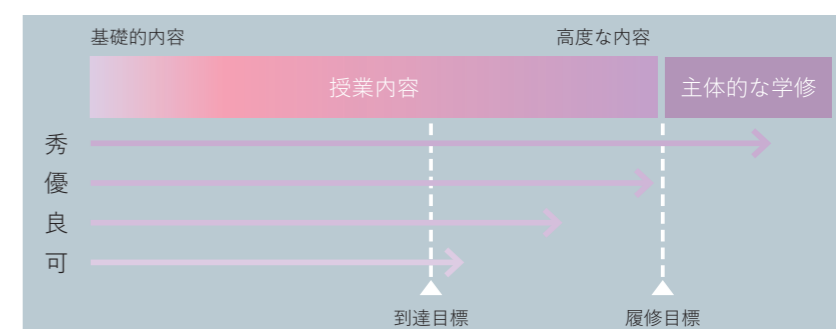 基礎的内容
高度な内容
授業内容
主体的な学修
秀
優
良
可
到達目標
履修目標